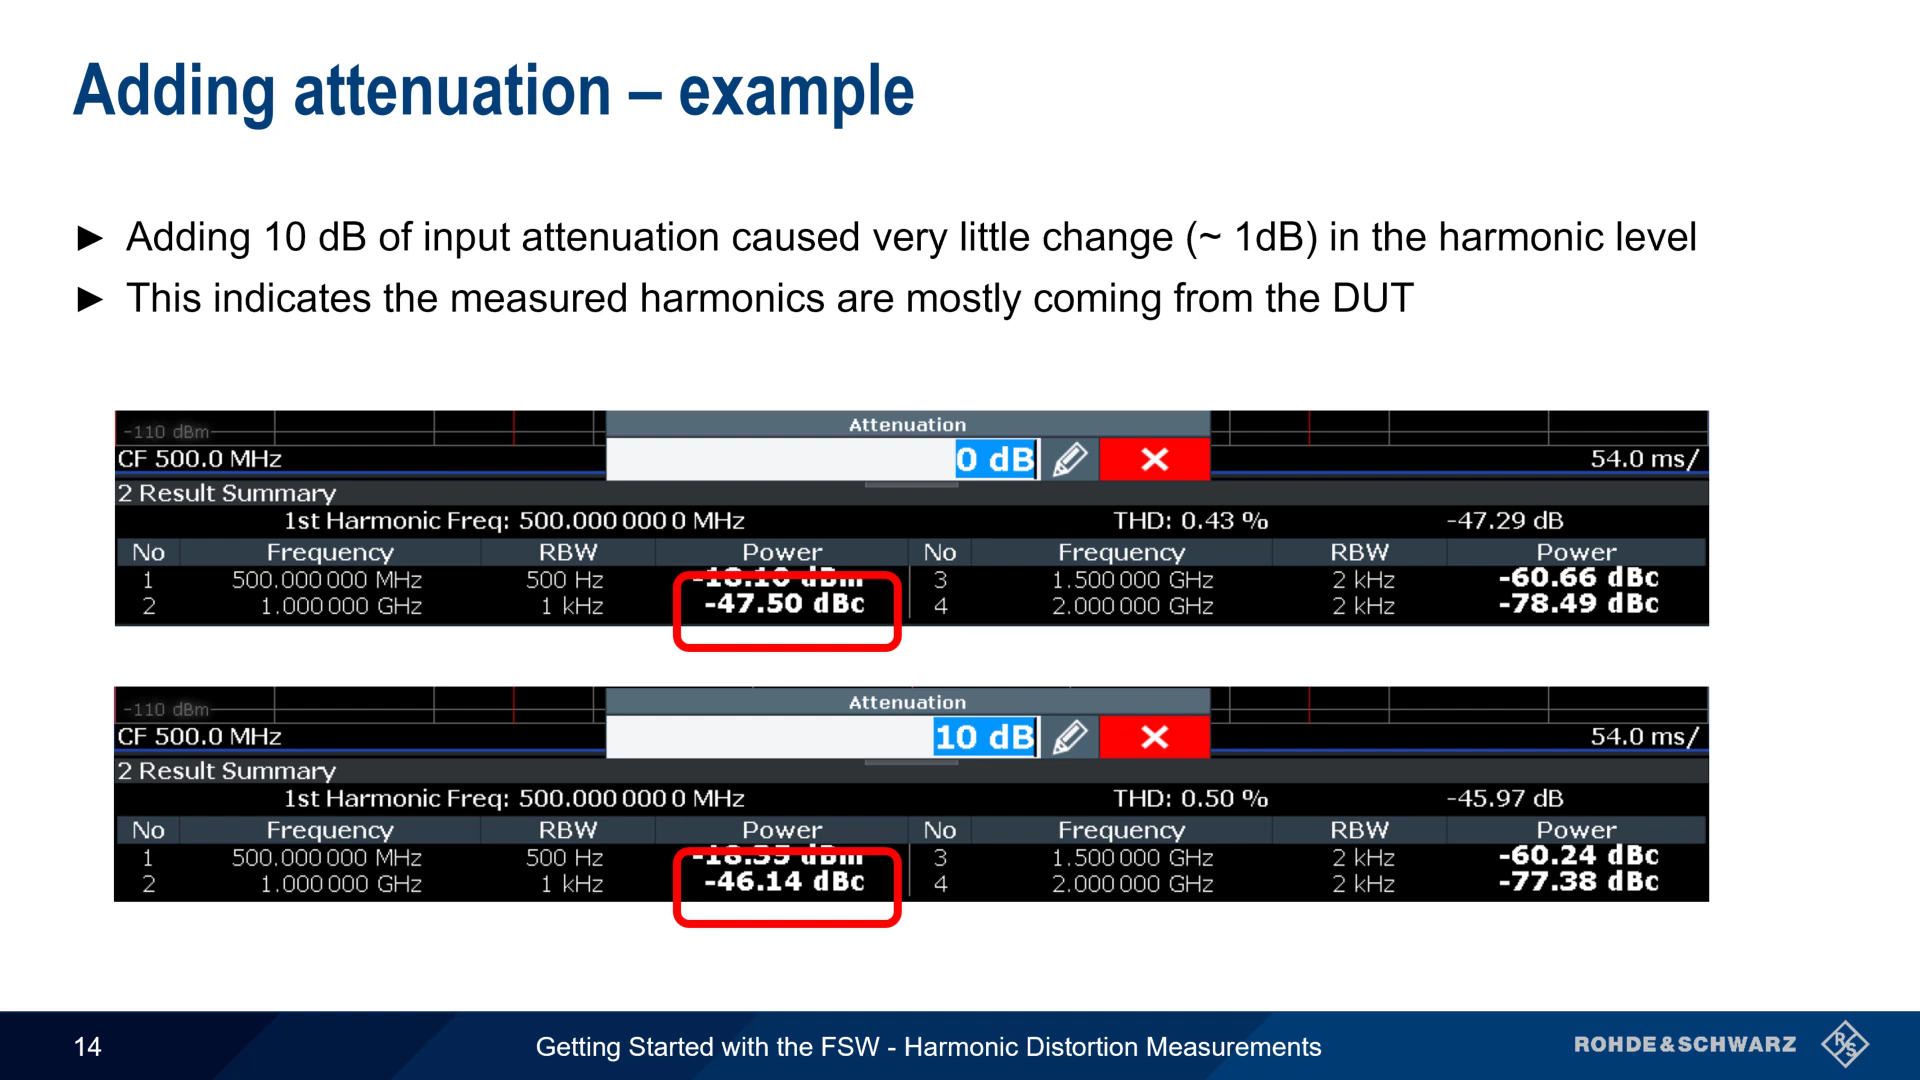 Adding attenuation – example
► Adding 10 dB of input attenuation caused very little change (~ 1dB) in the harmonic level
► This indicates the measured harmonics are mostly coming from the DUT
Attenuation
-110 dBm
0 dB
CF 500.0 MHz 54.0 ms/
2 Result Summary
1st Harmonic Freq: 500.000 000 0 MHz THD: 0.43 % -47.29 dB
No Frequency RBW Power No Frequency RBW Power
1 500.000 000 MHz 500 Hz dBm 3 1.500 000 GHz 2 kHz -60.66 dBc
2 1.000 000 GHz 1 kHz -47.50 dBc 4 2.000 000 GHz 2 kHz -78.49 dBc
Attenuation
-110 dBm
10 dB
CF 500.0 MHz 54.0 ms/
2 Result Summary
1st Harmonic Freq: 500.000 000 0 MHz THD: 0.50 % -45.97 dB
No Frequency RBW Power No Frequency RBW Power
1 500.000 000 MHz 500 Hz dBm 3 1.500 000 GHz 2 kHz -60.24 dBc
2 1.000 000 GHz 1 kHz -46.14 dBc 4 2.000 000 GHz 2 kHz -77.38 dBc
14 Getting Started with the FSW - Harmonic Distortion Measurements ROHDE&SCHWARZ R S